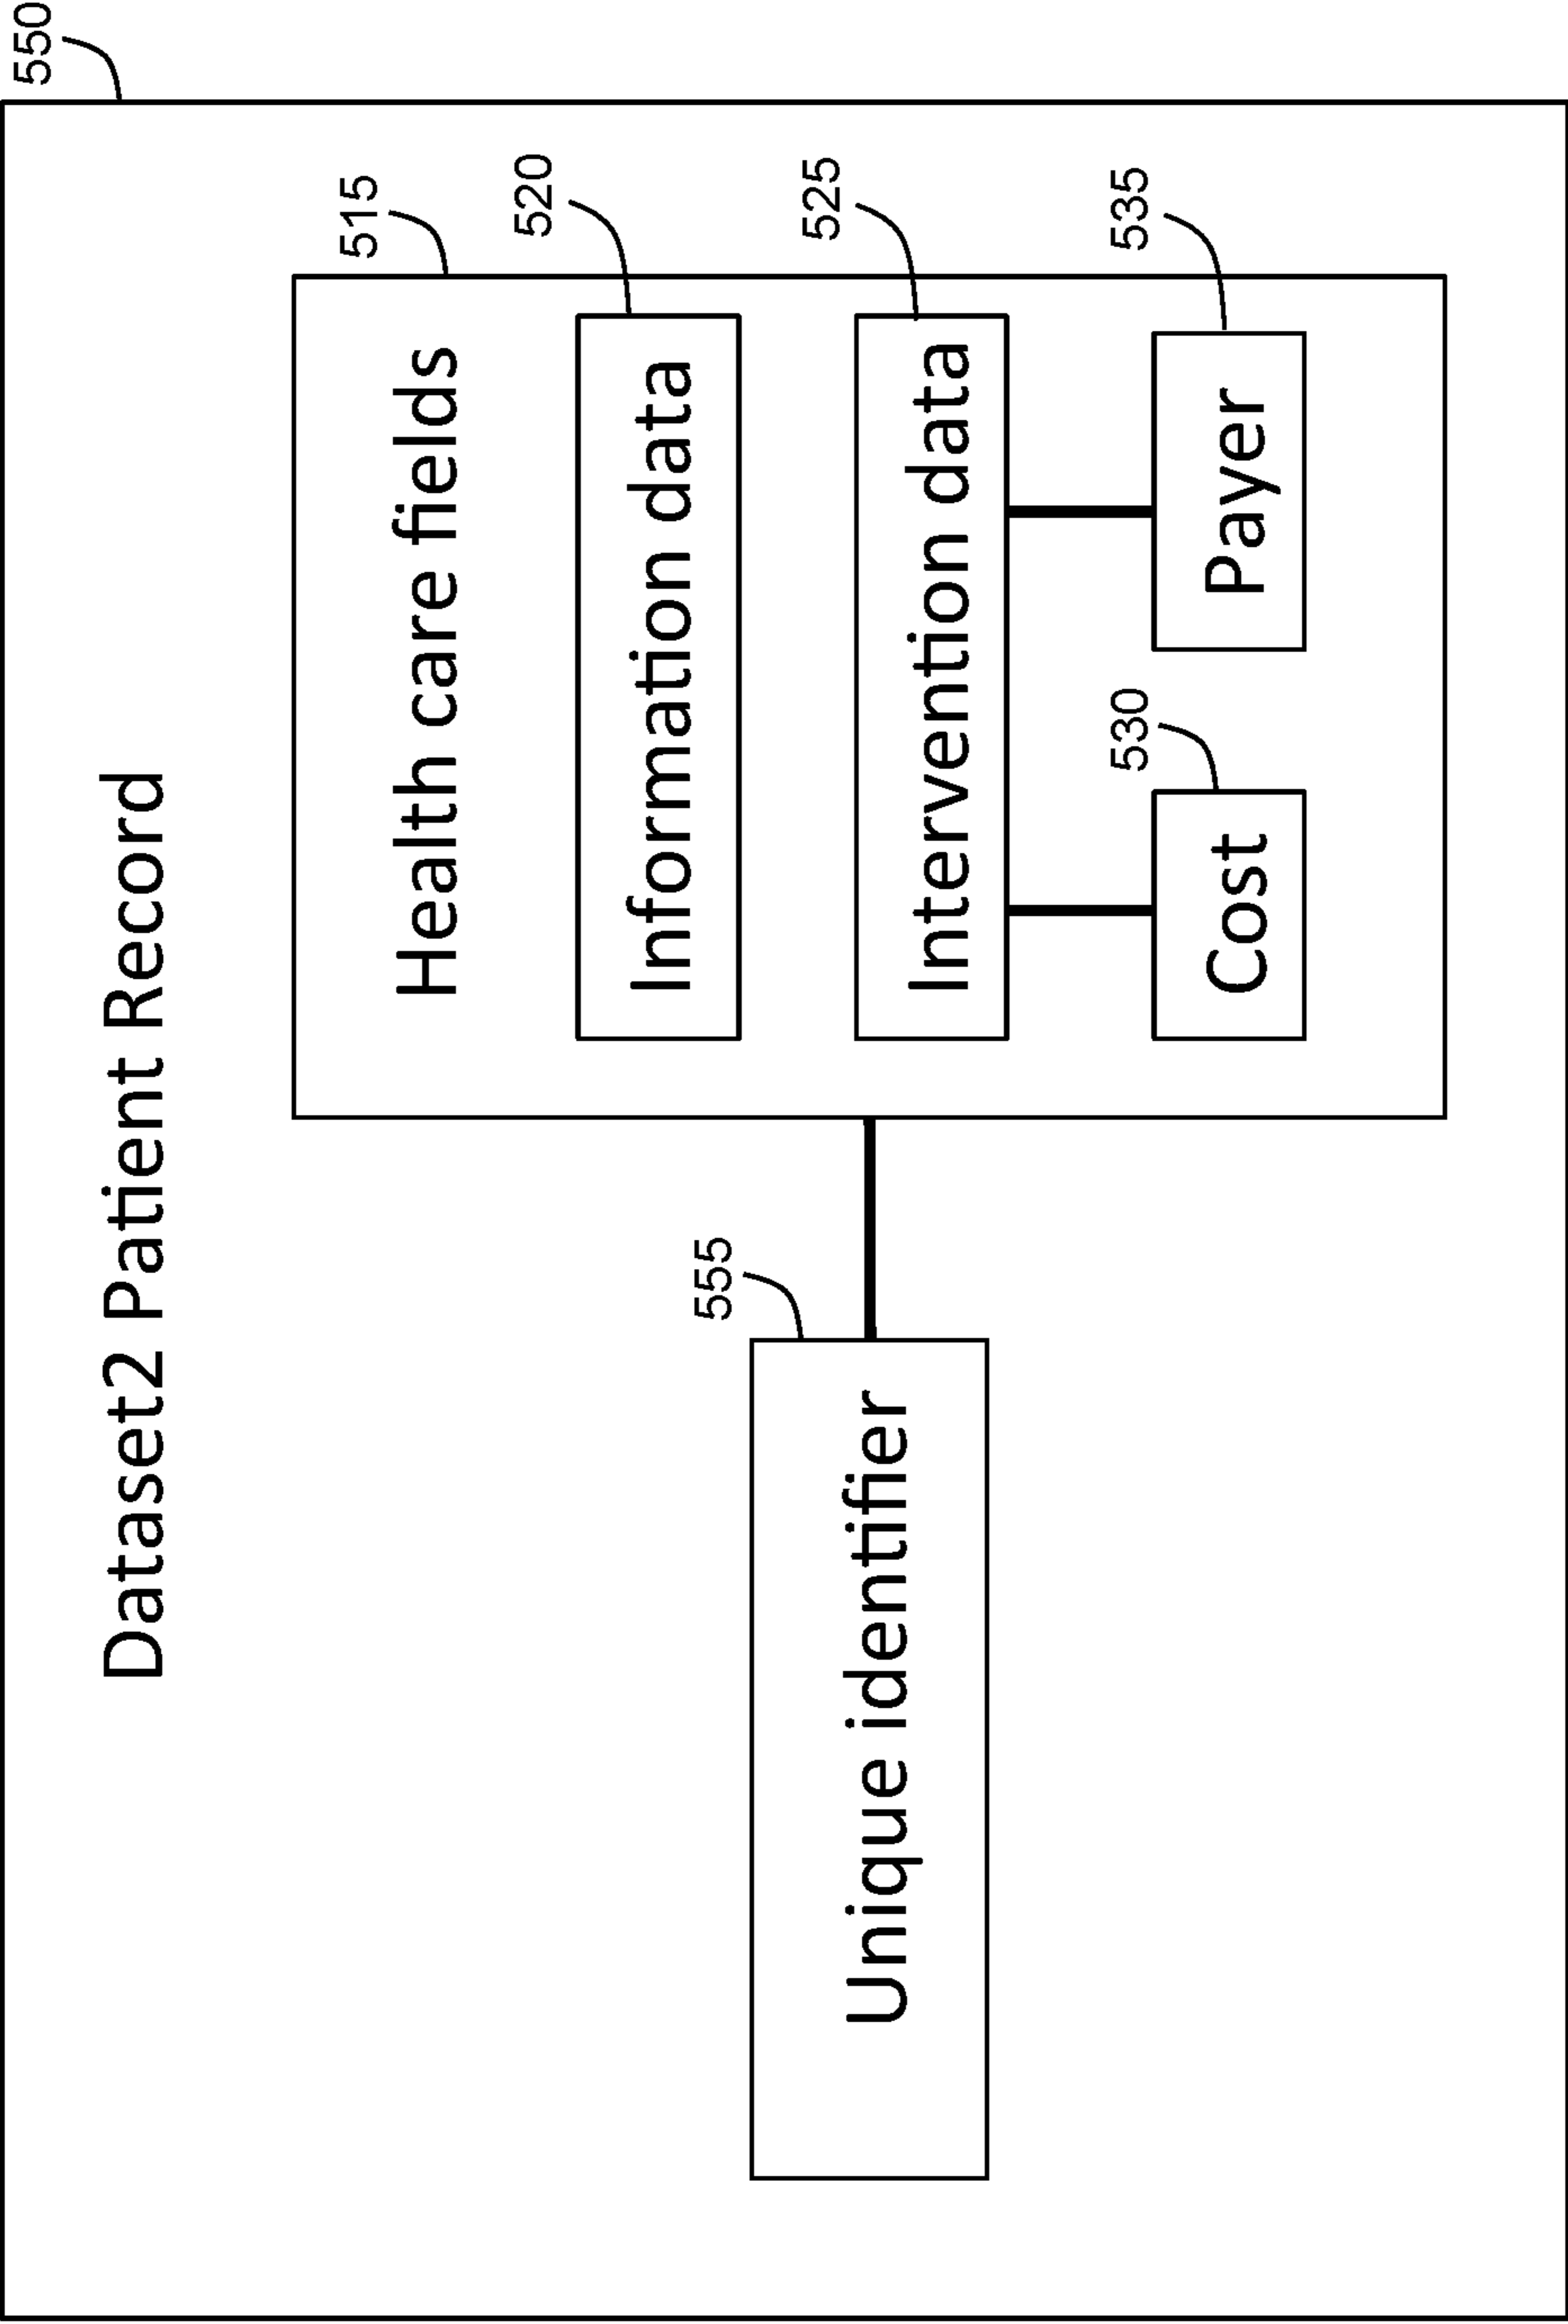 550
Dataset2 Patient Record
515
Health care fields
520
Information data
555
Unique identifier
525
Intervention data
530
Cost
535
Payer